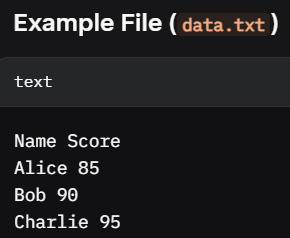 Example File (data.txt)
text
Name Score
Alice 85
Bob 90
Charlie 95